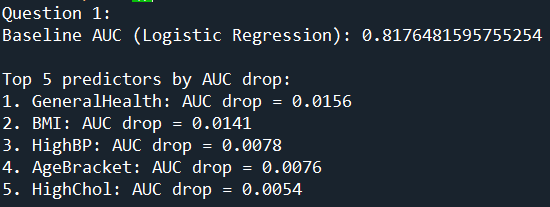 Question 1:
Baseline AUC (Logistic Regression): 0.8176481595755254
Top 5 predictors by AUC drop:
1. GeneralHealth: AUC drop = 0.0156
2. BMI: AUC drop = 0.0141
3. HighBP: AUC drop = 0.0078
4. AgeBracket: AUC drop = 0.0076
5. HighChol: AUC drop = 0.0054